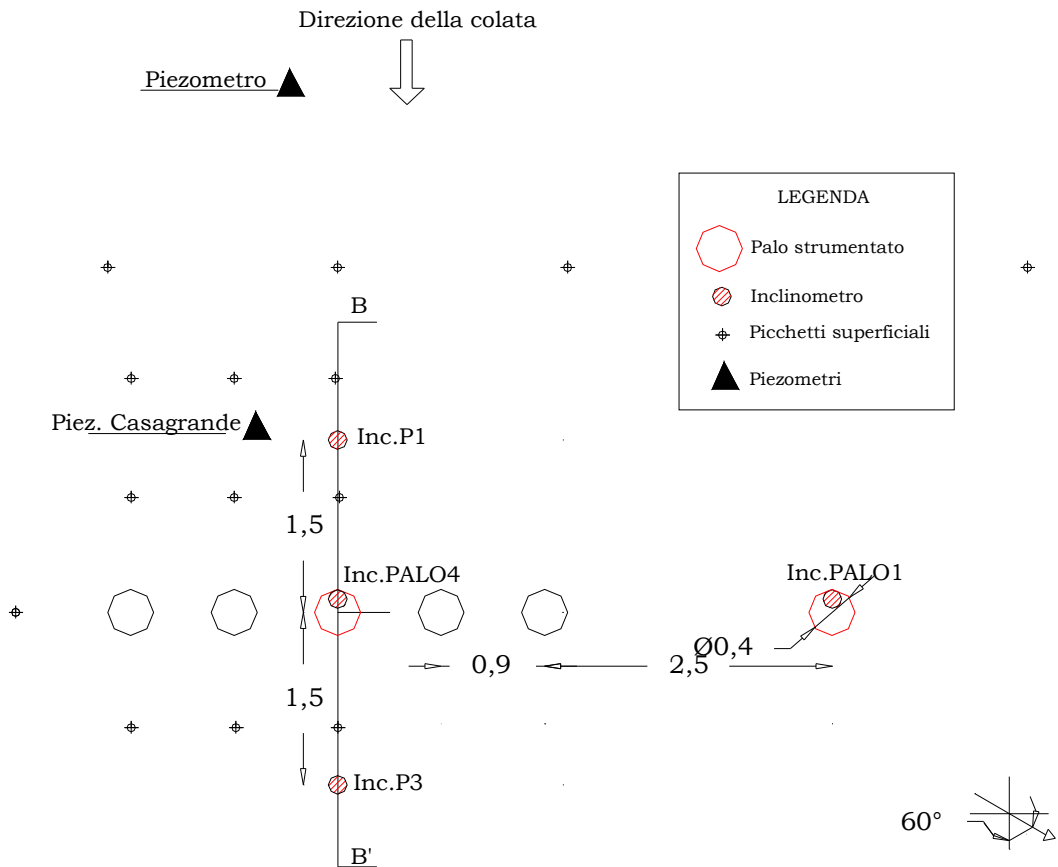 Direzione della colata
Piezometro
LEGENDA
Palo strumentato
Inclinometro
Picchetti superficiali
Piezometri
B
Piez. Casagrande
Inc.P1
1,5
Inc.PALO4
Inc.PALO1
Ø0,4
0,9
2,5
1,5
Inc.P3
60°
B'